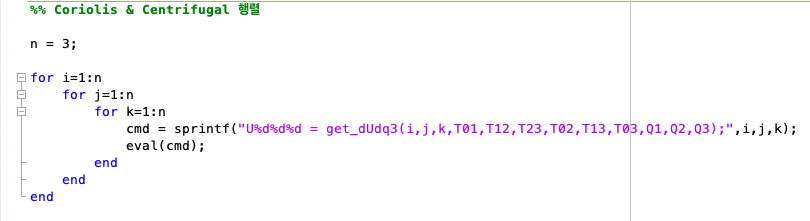 %% Coriolis & Centrifugal 행렬
n = 3;
for i=1:n
for j=1:n
for k=1:n
cmd = sprintf("U%d%d%d = get_dUdq3(i,j,k,T01,T12,T23,T02,T13,T03,Q1,Q2,Q3);",i,j,k);
eval(cmd);
end
end
end